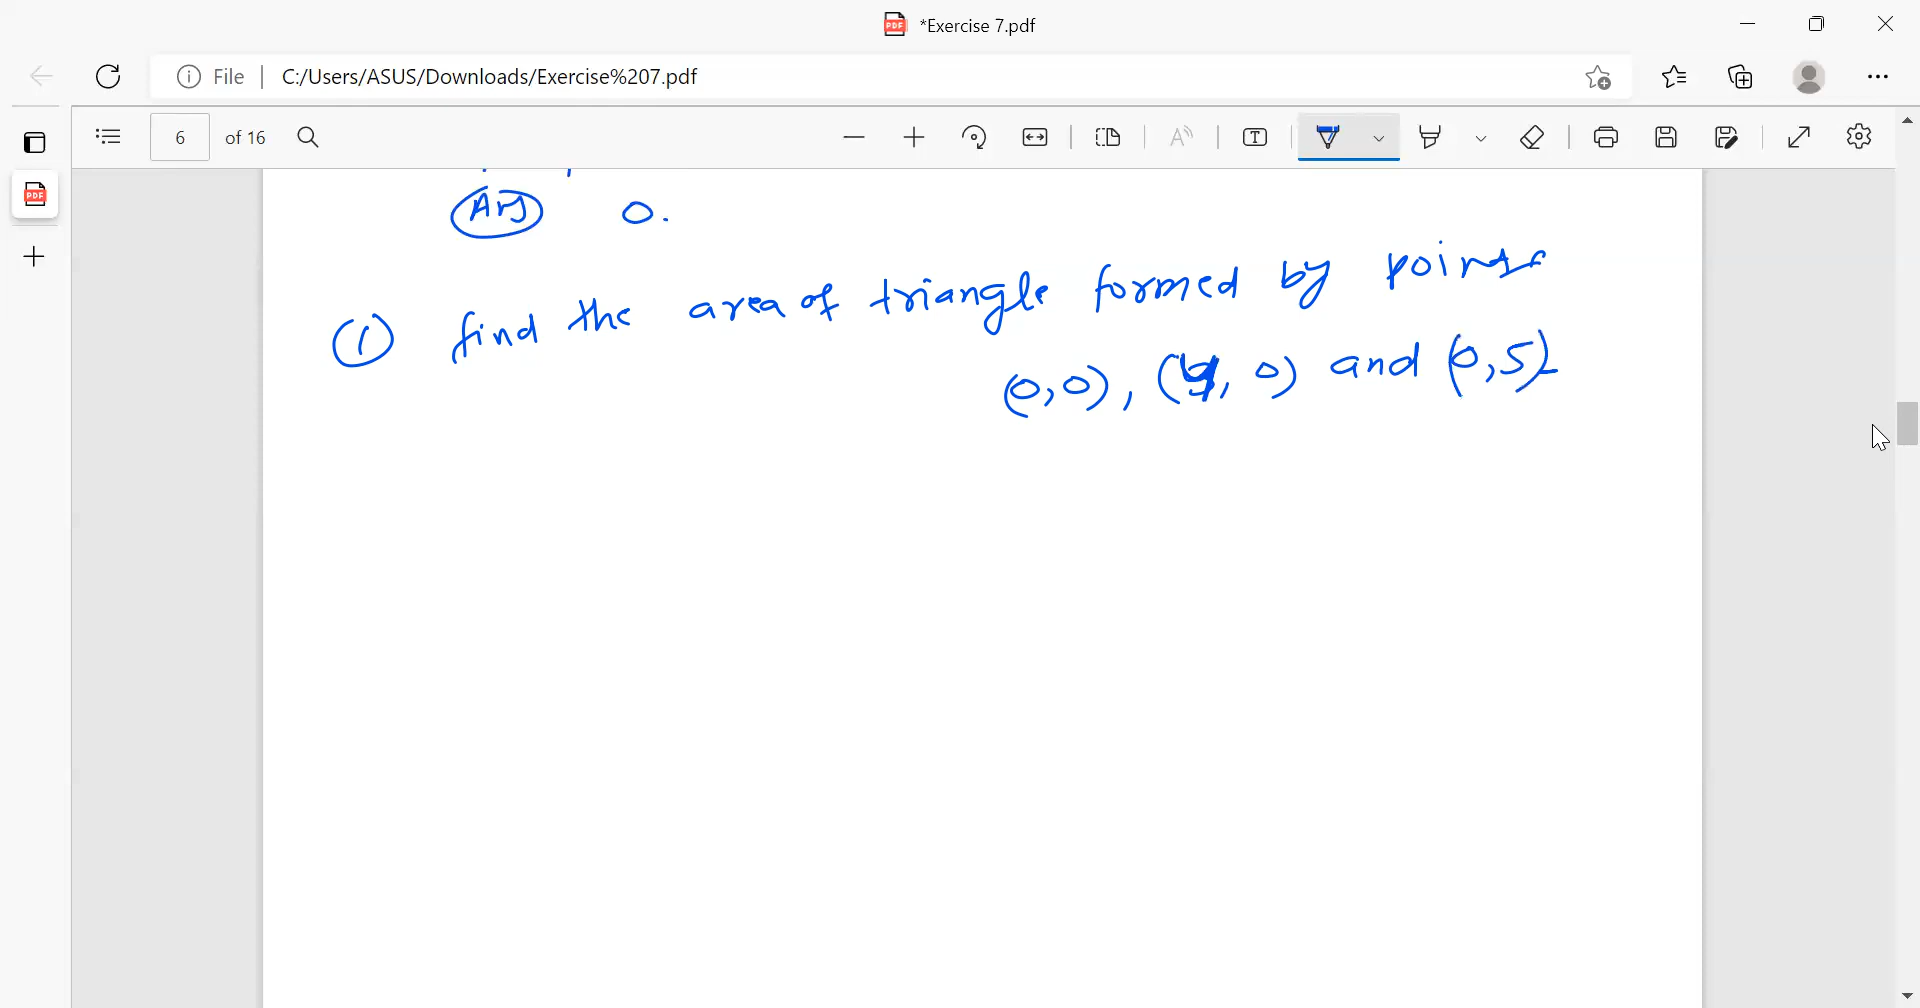 *Exercise 7.pdf
File | C:/Users/ASUS/Downloads/Exercise%207.pdf
6 of 16
Ans 0.
(1) find the area of triangle formed by points
(0,0), (4, 0) and (0,5)